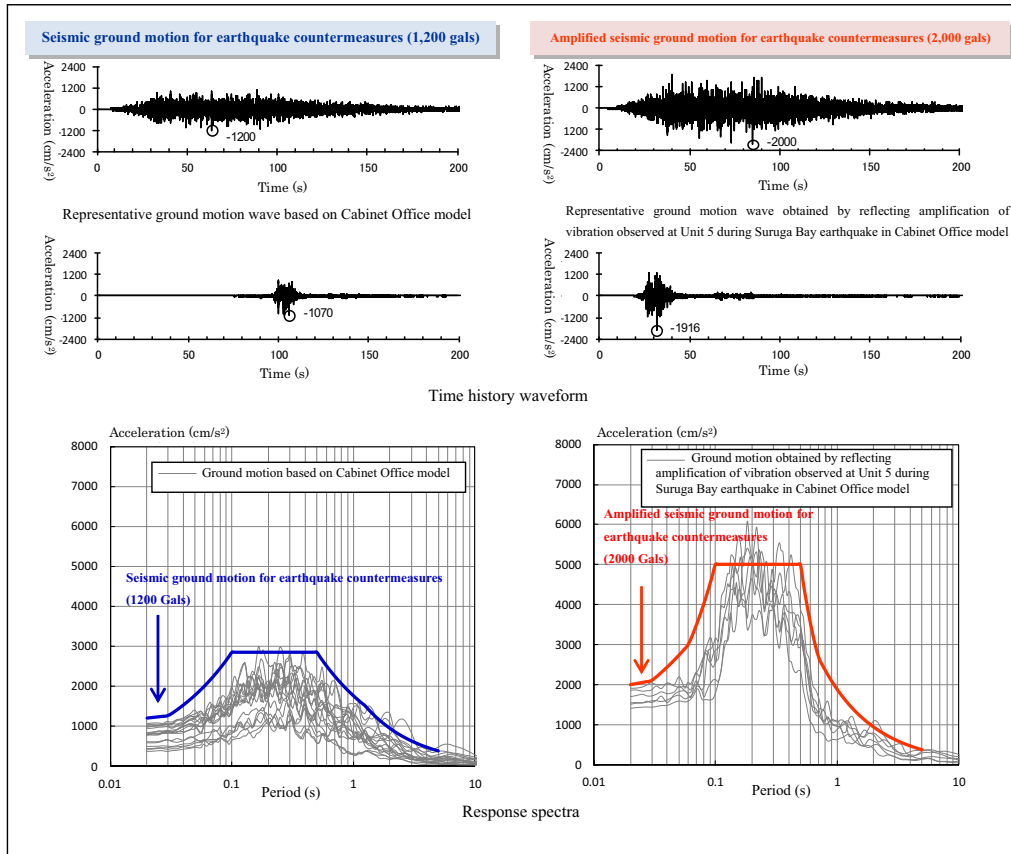 Seismic ground motion for earthquake countermeasures (1,200 gals)
Acceleration (cm/s²)
2400
1200
0
-1200
-2400
-1200
0
50
100
150
200
Time (s)
Representative ground motion wave based on Cabinet Office model
Acceleration (cm/s²)
2400
1200
0
-1200
-2400
-1070
0
50
100
150
200
Time (s)
Amplified seismic ground motion for earthquake countermeasures (2,000 gals)
Acceleration (cm/s²)
2400
1200
0
-1200
-2400
-2000
0
50
100
150
200
Time (s)
Representative ground motion wave obtained by reflecting amplification of
vibration observed at Unit 5 during Suruga Bay earthquake in Cabinet Office model
Acceleration (cm/s²)
2400
1200
0
-1200
-2400
-1916
0
50
100
150
200
Time (s)
Time history waveform
Acceleration (cm/s²)
8000
7000
6000
5000
4000
3000
2000
1000
0
Ground motion based on Cabinet Office model
Seismic ground motion for earthquake countermeasures
(1200 Gals)
0.01
0.1
1
10
Period (s)
Acceleration (cm/s²)
8000
7000
6000
5000
4000
3000
2000
1000
0
Ground motion obtained by reflecting
amplification of vibration observed at Unit 5 during
Suruga Bay earthquake in Cabinet Office model
Amplified seismic ground motion for
earthquake countermeasures
(2000 Gals)
0.01
0.1
1
10
Period (s)
Response spectra